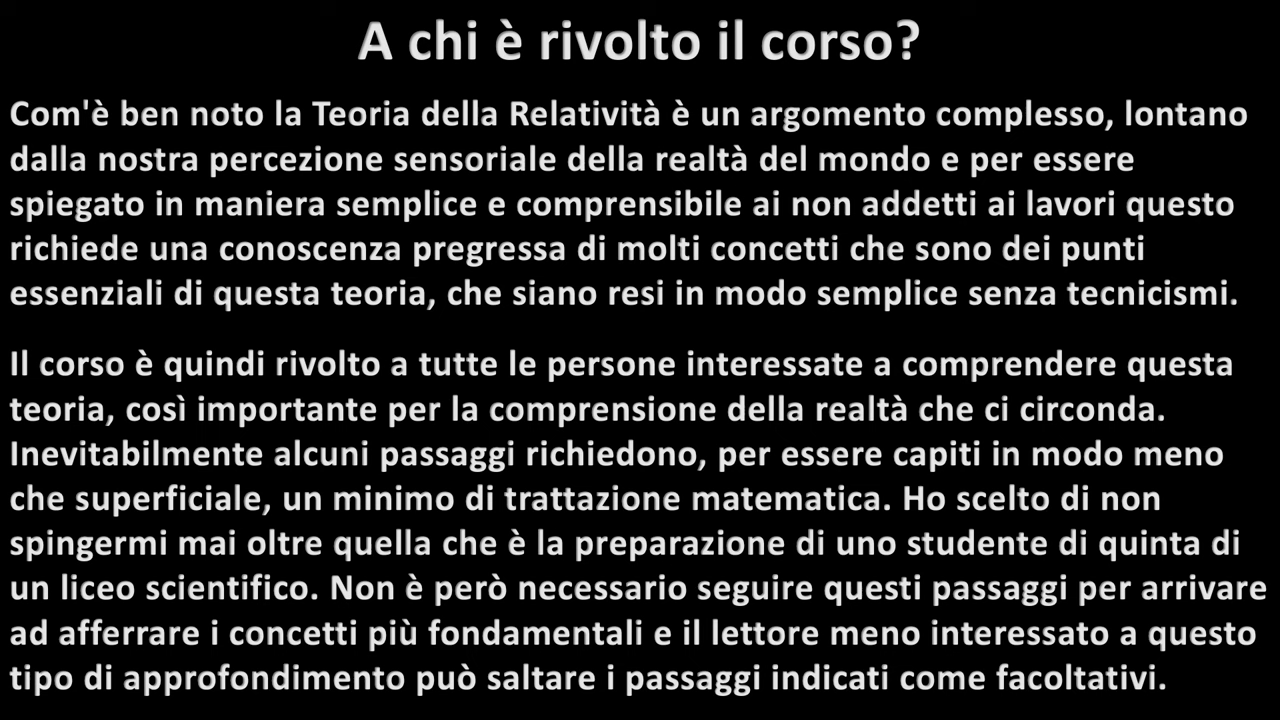 A chi è rivolto il corso?
Com'è ben noto la Teoria della Relatività è un argomento complesso, lontano
dalla nostra percezione sensoriale della realtà del mondo e per essere
spiegato in maniera semplice e comprensibile ai non addetti ai lavori questo
richiede una conoscenza pregressa di molti concetti che sono dei punti
essenziali di questa teoria, che siano resi in modo semplice senza tecnicismi.
Il corso è quindi rivolto a tutte le persone interessate a comprendere questa
teoria, così importante per la comprensione della realtà che ci circonda.
Inevitabilmente alcuni passaggi richiedono, per essere capiti in modo meno
che superficiale, un minimo di trattazione matematica. Ho scelto di non
spingermi mai oltre quella che è la preparazione di uno studente di quinta di
un liceo scientifico. Non è però necessario seguire questi passaggi per arrivare
ad afferrare i concetti più fondamentali e il lettore meno interessato a questo
tipo di approfondimento può saltare i passaggi indicati come facoltativi.